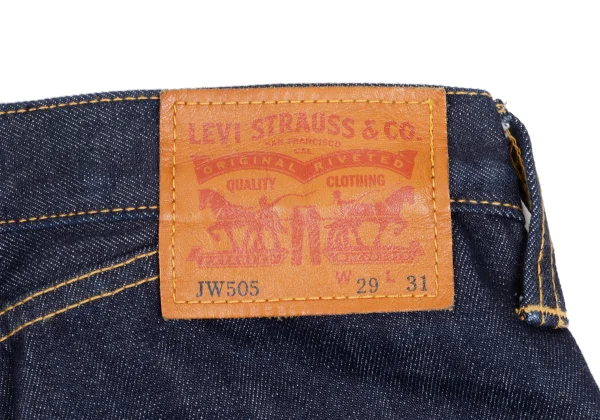 LEVI STRAUSS & CO.
SAN FRANCISCO
CAL.
ORIGINAL RIVETED
QUALITY CLOTHING
W L
JW505 29 31